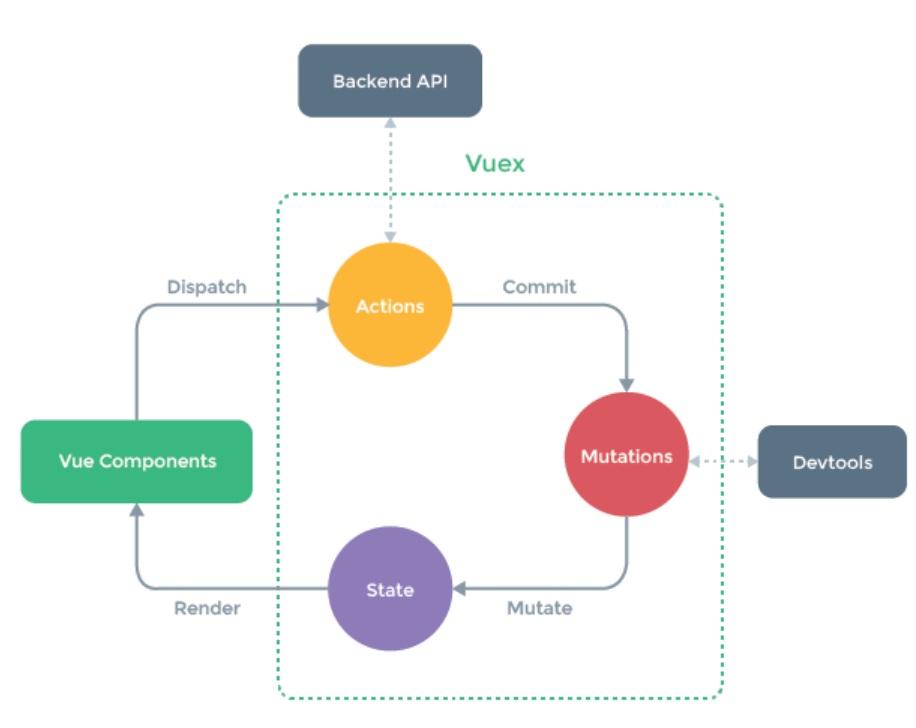 Backend API
Vuex
Dispatch
Commit
Actions
Mutations
Vue Components
Devtools
State
Render
Mutate